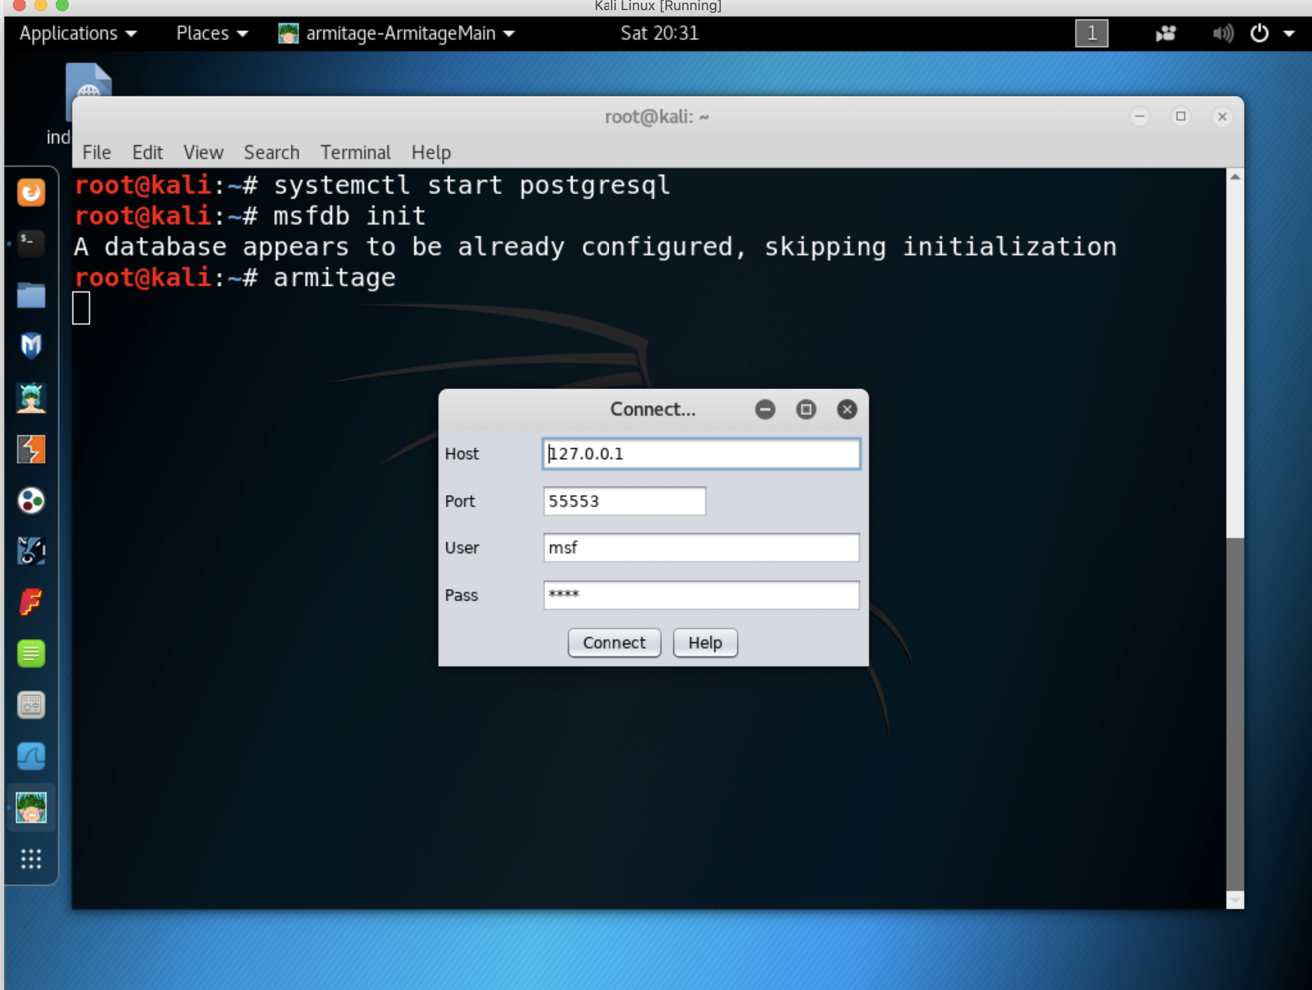 Kali Linux [Running]
Applications Places armitage-ArmitageMain Sat 20:31 1
root@kali: ~
File Edit View Search Terminal Help
root@kali:~# systemctl start postgresql
root@kali:~# msfdb init
A database appears to be already configured, skipping initialization
root@kali:~# armitage
Connect...
Host 127.0.0.1
Port 55553
User msf
Pass ****
Connect Help